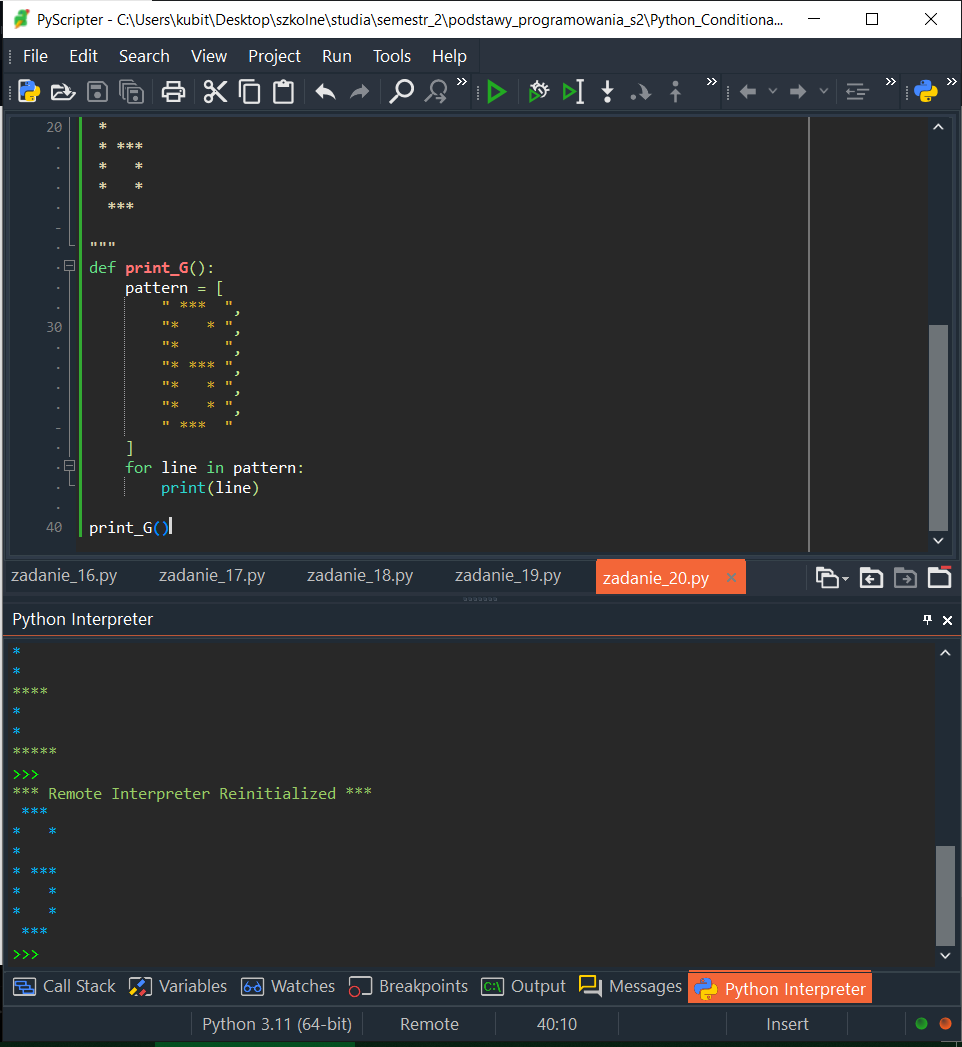 PyScripter - C:\Users\kubit\Desktop\szkolne\studia\semestr_2\podstawy_programowania_s2\Python_Conditiona...
File Edit Search View Project Run Tools Help
20 *
* ***
*   *
*   *
 ***
"""
def print_G():
    pattern = [
        " ***  ",
30        "*   * ",
        "*     ",
        "* *** ",
        "*   * ",
        "*   * ",
        " ***  "
    ]
    for line in pattern:
        print(line)
40 print_G()
zadanie_16.py zadanie_17.py zadanie_18.py zadanie_19.py zadanie_20.py
Python Interpreter
*
*
****
*
*
*****
>>>
*** Remote Interpreter Reinitialized ***
 ***
*   *
*
* ***
*   *
*   *
 ***
>>>
Call Stack Variables Watches Breakpoints C:\ Output Messages Python Interpreter
Python 3.11 (64-bit) Remote 40:10 Insert